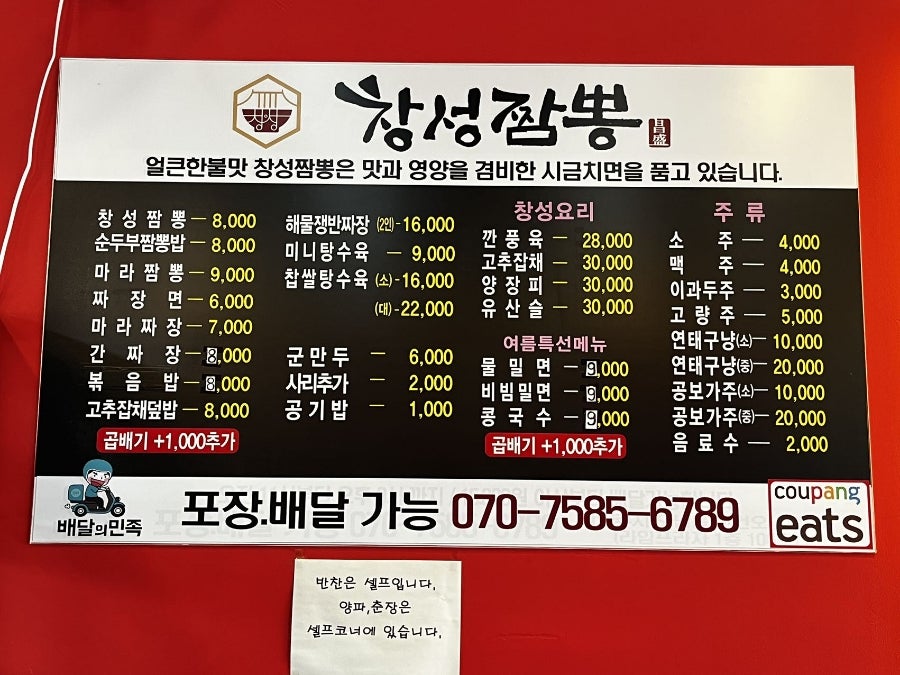 창성
창성짬뽕
昌盛
얼큰한불맛 창성짬뽕은 맛과 영양을 겸비한 시금치면을 품고 있습니다.
창성짬뽕 — 8,000
순두부짬뽕밥 — 8,000
마라짬뽕 — 9,000
짜장면 — 6,000
마라짜장 — 7,000
간짜장 — 8,000
볶음밥 — 8,000
고추잡채덮밥 — 8,000
곱배기 +1,000추가
해물쟁반짜장 (2인) - 16,000
미니탕수육 — 9,000
찹쌀탕수육 (소) - 16,000
(대) - 22,000
군만두 — 6,000
사리추가 — 2,000
공기밥 — 1,000
창성요리
깐풍육 — 28,000
고추잡채 — 30,000
양장피 — 30,000
유산슬 — 30,000
여름특선메뉴
물밀면 — 9,000
비빔밀면 — 9,000
콩국수 — 9,000
곱배기 +1,000추가
주류
소주 — 4,000
맥주 — 4,000
이과두주 — 3,000
고량주 — 5,000
연태구냥(소) — 10,000
연태구냥(중) — 20,000
공보가주(소) — 10,000
공보가주(중) — 20,000
음료수 — 2,000
배달의민족
포장.배달 가능 070-7585-6789
coupang
eats
반찬은 셀프입니다.
양파,춘장은
셀프코너에 있습니다.